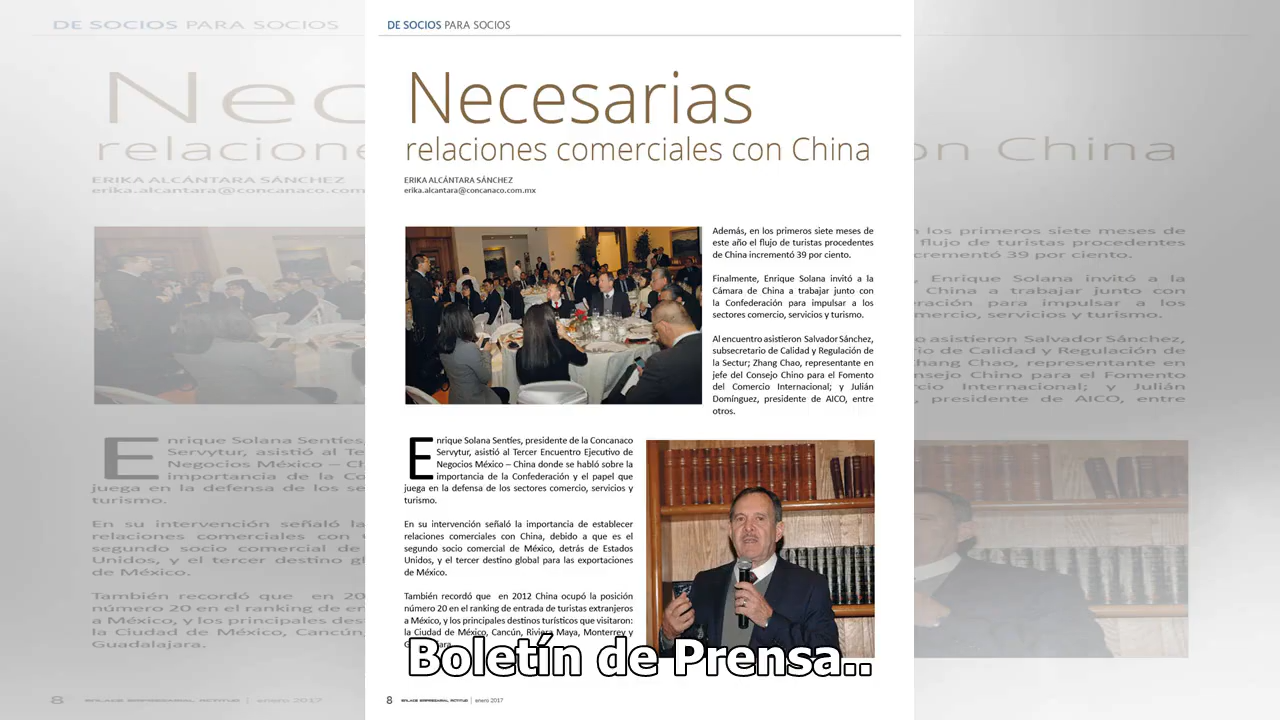 DE SOCIOS PARA SOCIOS
Necesarias
relaciones comerciales con China
ERIKA ALCÁNTARA SÁNCHEZ
erika.alcantara@concanaco.com.mx
Además, en los primeros siete meses de
este año el flujo de turistas procedentes
de China incrementó 39 por ciento.
Finalmente, Enrique Solana invitó a la
Cámara de China a trabajar junto con
la Confederación para impulsar a los
sectores comercio, servicios y turismo.
Al encuentro asistieron Salvador Sánchez,
subsecretario de Calidad y Regulación de
la Sectur; Zhang Chao, representante en
jefe del Consejo Chino para el Fomento
del Comercio Internacional; y Julián
Domínguez, presidente de AICO, entre
otros.
Enrique Solana Sentíes, presidente de la Concanaco
Servytur, asistió al Tercer Encuentro Ejecutivo de
Negocios México – China donde se habló sobre la
importancia de la Confederación y el papel que
juega en la defensa de los sectores comercio, servicios y
turismo.
En su intervención señaló la importancia de establecer
relaciones comerciales con China, debido a que es el
segundo socio comercial de México, detrás de Estados
Unidos, y el tercer destino global para las exportaciones
de México.
También recordó que en 2012 China ocupó la posición
número 20 en el ranking de entrada de turistas extranjeros
a México, y los principales destinos turísticos que visitaron:
la Ciudad de México, Cancún, Riviera Maya, Monterrey y
Guadalajara.
Boletín de Prensa..
8 ENLACE EMPRESARIAL ACTITUD | enero 2017